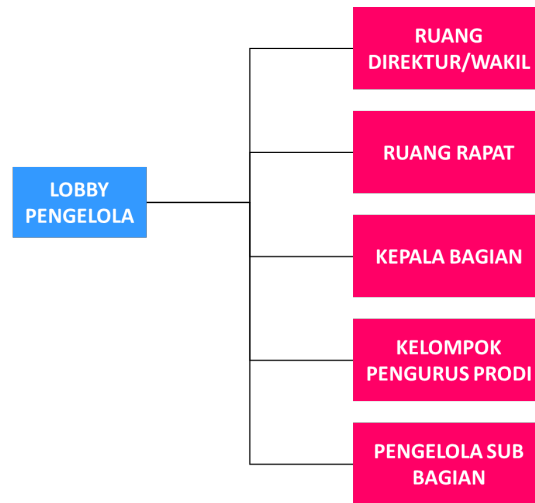 RUANG
DIREKTUR/WAKIL
RUANG RAPAT
LOBBY
PENGELOLA
KEPALA BAGIAN
KELOMPOK
PENGURUS PRODI
PENGELOLA SUB
BAGIAN